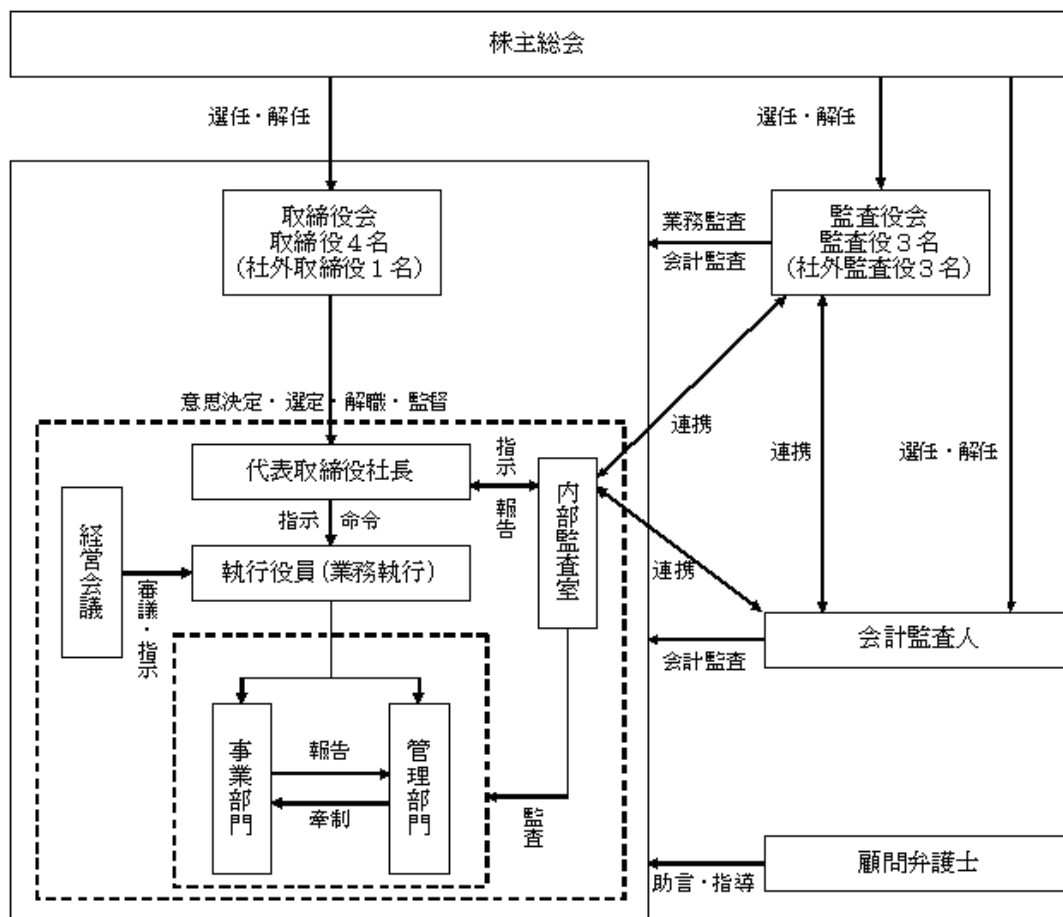 株主総会
選任・解任
選任・解任
取締役会
取締役4名
(社外取締役1名)
業務監査
会計監査
監査役会
監査役3名
(社外監査役3名)
意思決定・選定・解職・監督
連携
連携
選任・解任
代表取締役社長
指示
報告
内部監査室
指示 命令
経営会議
審議・指示
執行役員(業務執行)
連携
会計監査人
会計監査
事業部門
報告
牽制
管理部門
監査
顧問弁護士
助言・指導